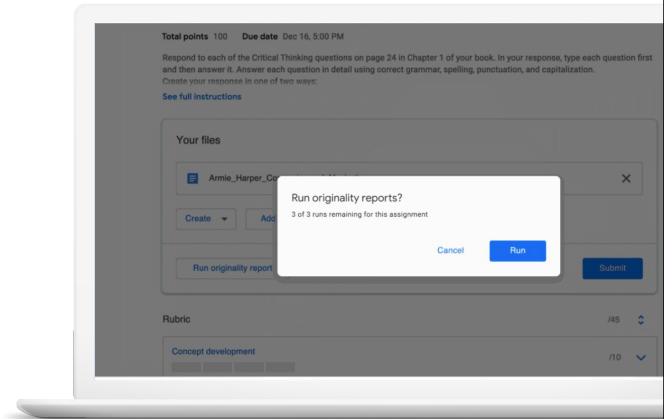 Total points 100 Due date Dec 16, 5:00 PM
Respond to each of the Critical Thinking questions on page 24 in Chapter 1 of your book. In your response, type each question first
and then answer it. Answer each question in detail using correct grammar, spelling, punctuation, and capitalization.
Create your response in one of two ways:
See full instructions
Your files
Armie_Harper_Co
Run originality reports?
3 of 3 runs remaining for this assignment
Create
Add
Cancel
Run
Run originality report
Submit
Rubric
/45
Concept development
/10